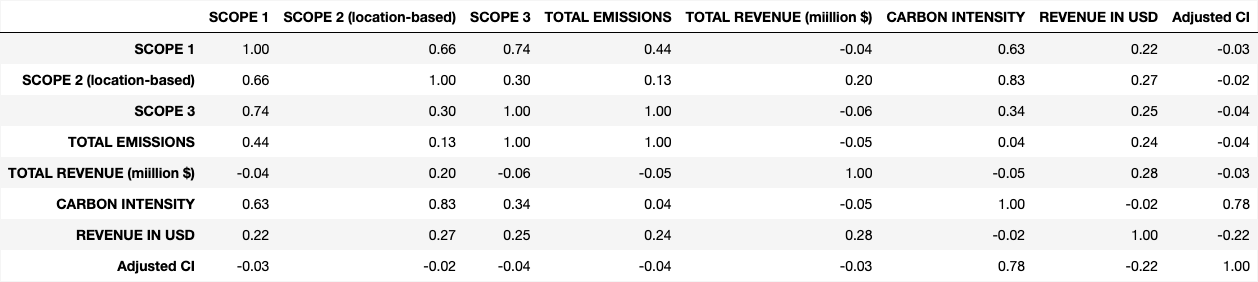 SCOPE 1 SCOPE 2 (location-based) SCOPE 3 TOTAL EMISSIONS TOTAL REVENUE (miillion $) CARBON INTENSITY REVENUE IN USD Adjusted CI
SCOPE 1 1.00 0.66 0.74 0.44 -0.04 0.63 0.22 -0.03
SCOPE 2 (location-based) 0.66 1.00 0.30 0.13 0.20 0.83 0.27 -0.02
SCOPE 3 0.74 0.30 1.00 1.00 -0.06 0.34 0.25 -0.04
TOTAL EMISSIONS 0.44 0.13 1.00 1.00 -0.05 0.04 0.24 -0.04
TOTAL REVENUE (miillion $) -0.04 0.20 -0.06 -0.05 1.00 -0.05 0.28 -0.03
CARBON INTENSITY 0.63 0.83 0.34 0.04 -0.05 1.00 -0.02 0.78
REVENUE IN USD 0.22 0.27 0.25 0.24 0.28 -0.02 1.00 -0.22
Adjusted CI -0.03 -0.02 -0.04 -0.04 -0.03 0.78 -0.22 1.00